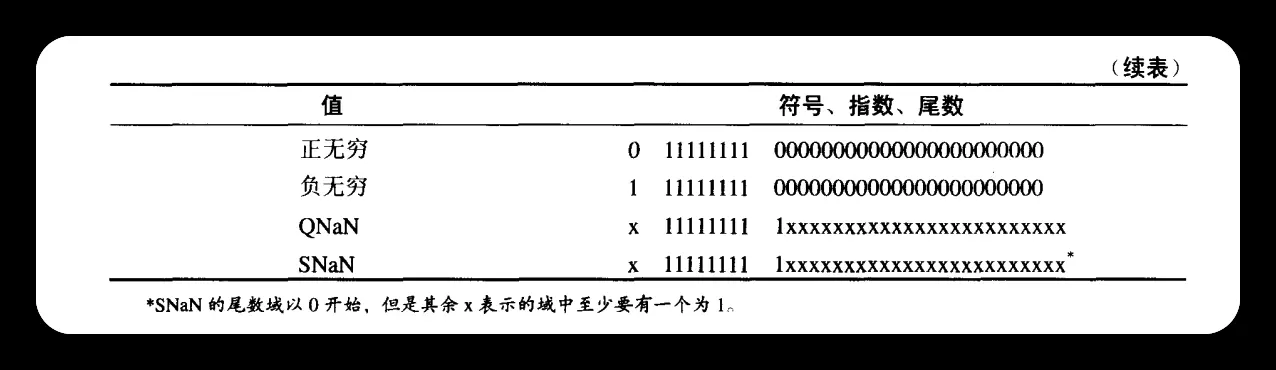 (续表)
值 符号、指数、尾数
正无穷 0 11111111 00000000000000000000000
负无穷 1 11111111 00000000000000000000000
QNaN x 11111111 1xxxxxxxxxxxxxxxxxxxxxxx
SNaN x 11111111 1xxxxxxxxxxxxxxxxxxxxxxx*
*SNaN 的尾数域以 0 开始，但是其余 x 表示的域中至少要有一个为 1。